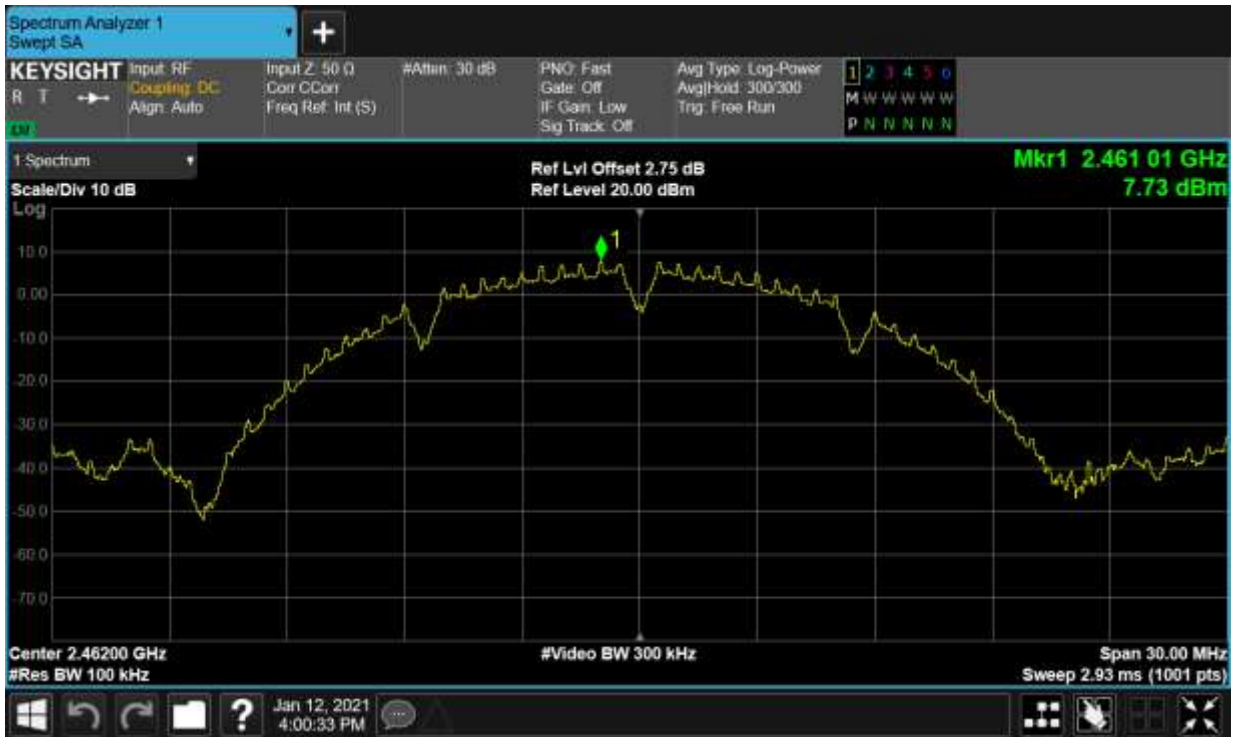 Spectrum Analyzer 1
Swept SA
+
KEYSIGHT
R T
Input: RF
Coupling: DC
Align: Auto
Input Z: 50 Ω
Corr CCorr
Freq Ref: Int (S)
#Atten: 30 dB
PNO: Fast
Gate: Off
IF Gain: Low
Sig Track: Off
Avg Type: Log-Power
Avg|Hold: 300/300
Trig: Free Run
1 2 3 4 5 6
M W W W W W
P N N N N N
1 Spectrum
Scale/Div 10 dB
Ref Lvl Offset 2.75 dB
Ref Level 20.00 dBm
Mkr1 2.461 01 GHz
7.73 dBm
Log
1
10.0
0.00
-10.0
-20.0
-30.0
-40.0
-50.0
-60.0
-70.0
Center 2.46200 GHz
#Res BW 100 kHz
#Video BW 300 kHz
Span 30.00 MHz
Sweep 2.93 ms (1001 pts)
?
Jan 12, 2021
4:00:33 PM